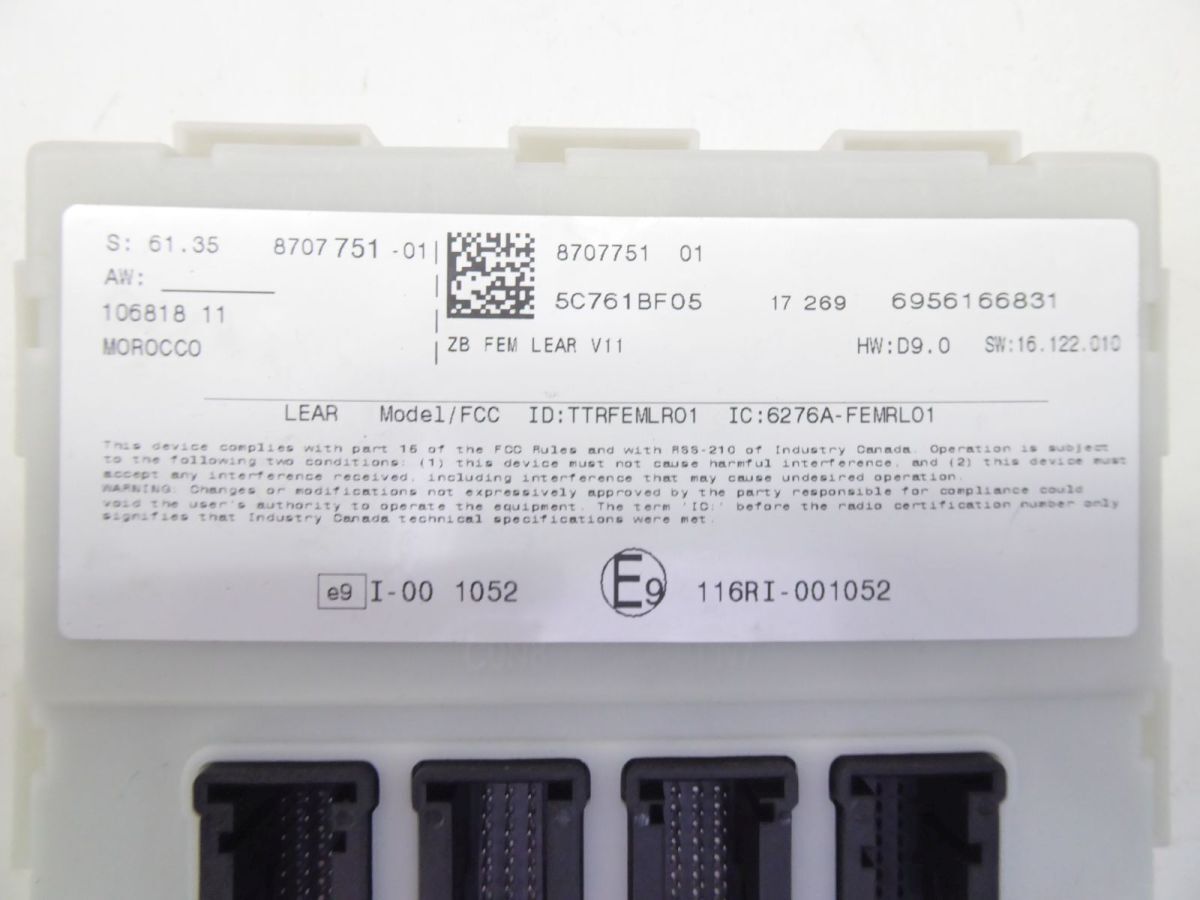 S: 61.35 8707 751 -01
AW:
106818 11
MOROCCO
8707751 01
5C761BF05 17 269 6956166831
ZB FEM LEAR V11 HW:D9.0 SW:16.122.010
LEAR Model/FCC ID:TTRFEMLR01 IC:6276A-FEMRL01
This device complies with part 15 of the FCC Rules and with RSS-210 of Industry Canada. Operation is subject
to the following two conditions: (1) this device must not cause harmful interference, and (2) this device must
accept any interference received, including interference that may cause undesired operation.
WARNING: Changes or modifications not expressively approved by the party responsible for compliance could
void the user's authority to operate the equipment. The term 'IC:' before the radio certification number only
signifies that Industry Canada technical specifications were met.
e9 I-00 1052
E9 116RI-001052